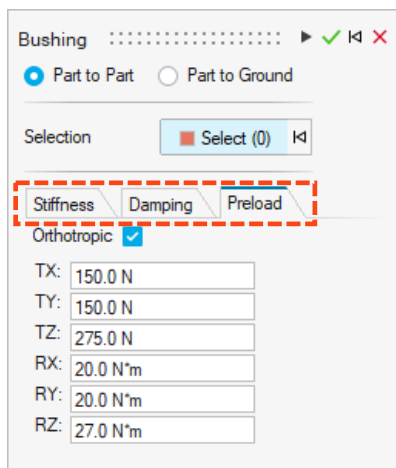 Bushing
Part to Part Part to Ground
Selection Select (0)
Stiffness Damping Preload
Orthotropic
TX: 150.0 N
TY: 150.0 N
TZ: 275.0 N
RX: 20.0 N*m
RY: 20.0 N*m
RZ: 27.0 N*m